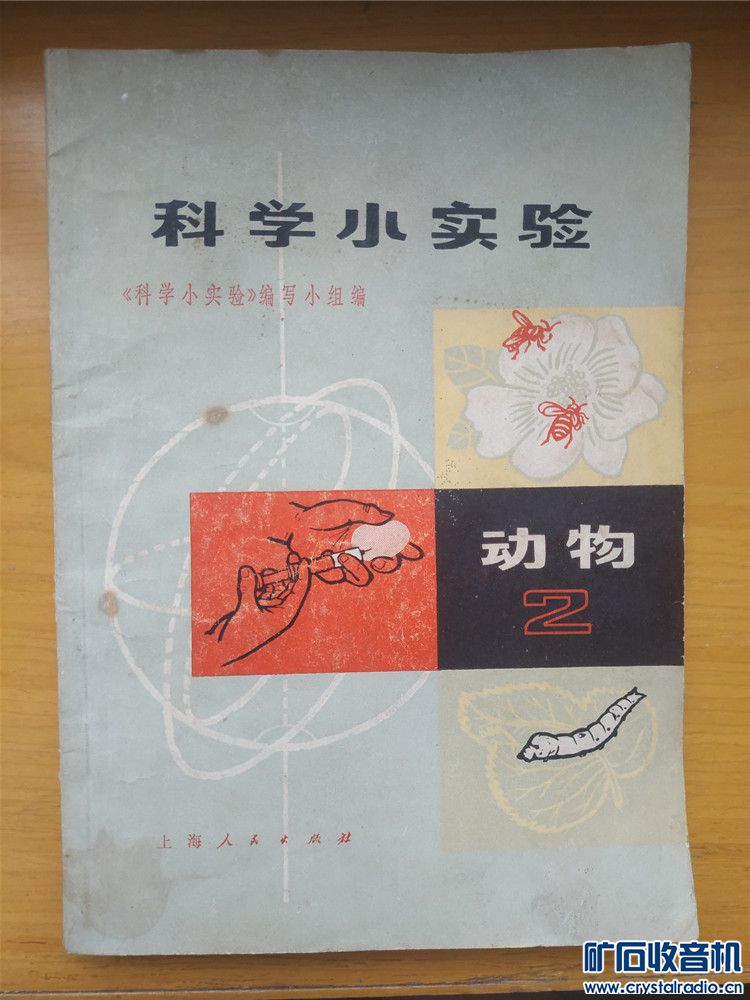 科学小实验
《科学小实验》编写小组编
动物
2
上海人民出版社
矿石收音机
www.crystalradio.cn